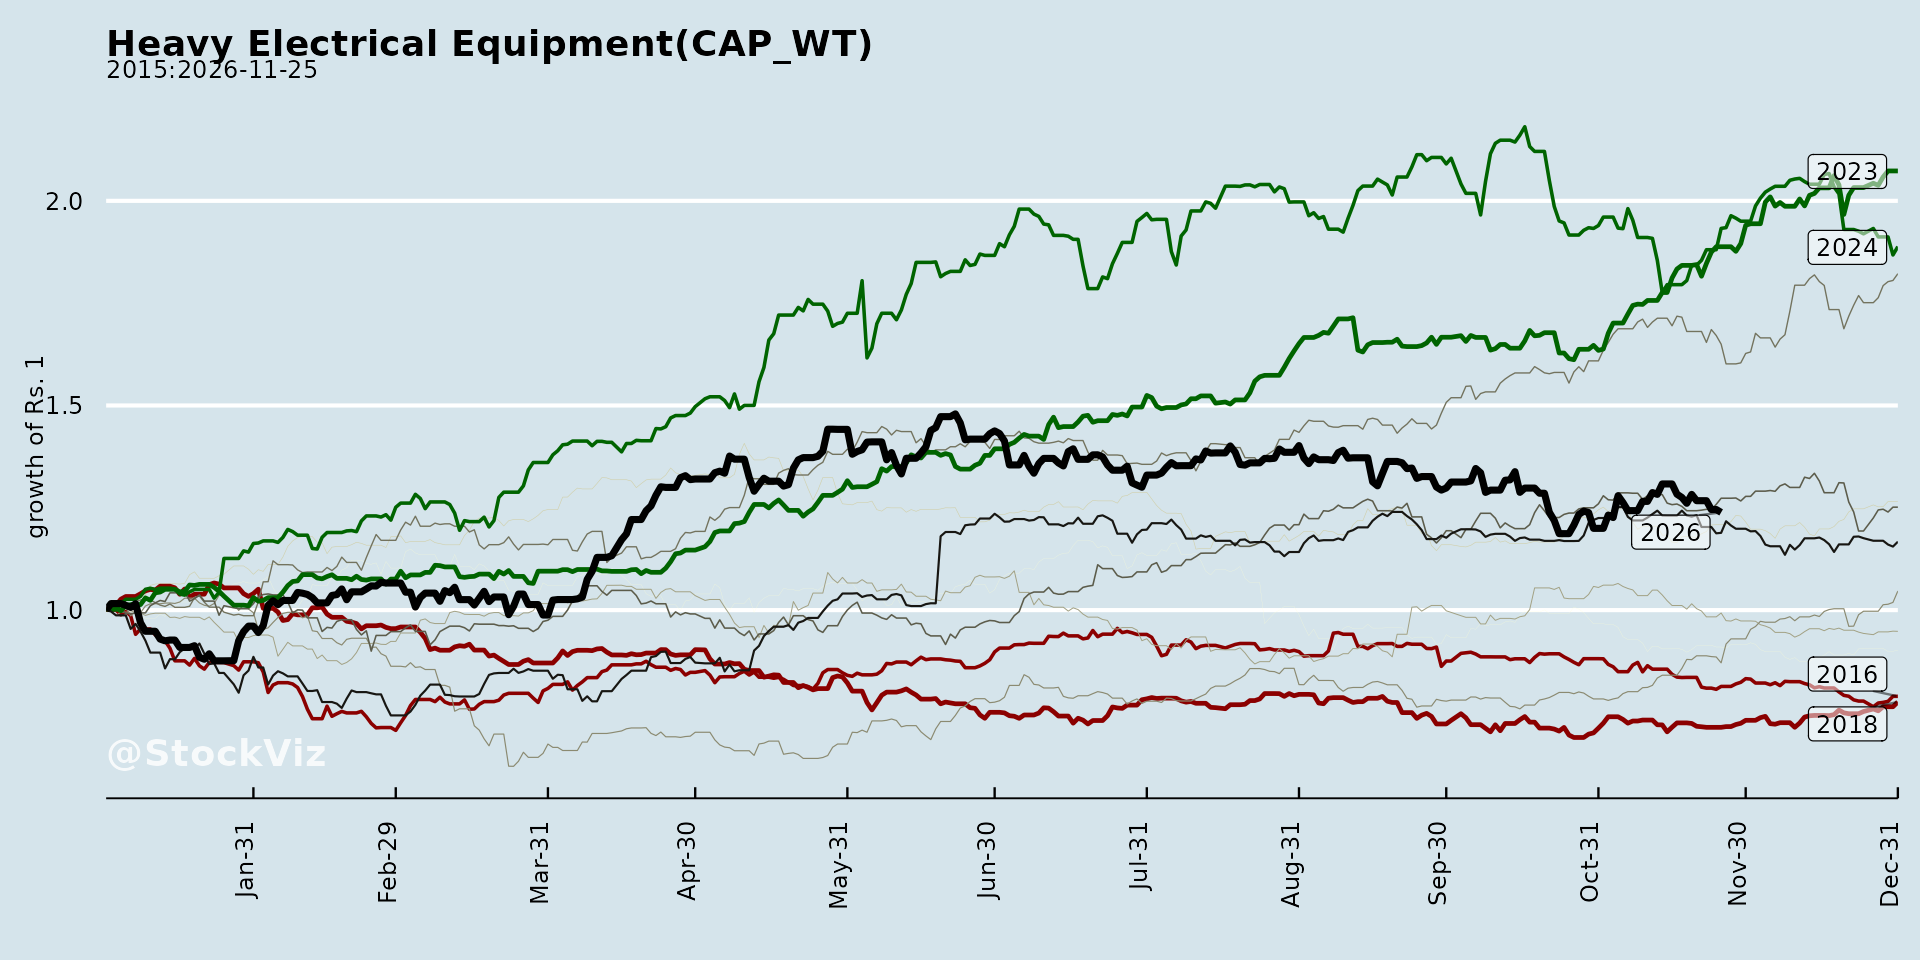 Heavy Electrical Equipment(CAP_WT)
2015:2026-11-25
growth of Rs. 1
2.0
1.5
1.0
2023
2024
2026
2016
2018
@StockViz
Jan-31
Feb-29
Mar-31
Apr-30
May-31
Jun-30
Jul-31
Aug-31
Sep-30
Oct-31
Nov-30
Dec-31